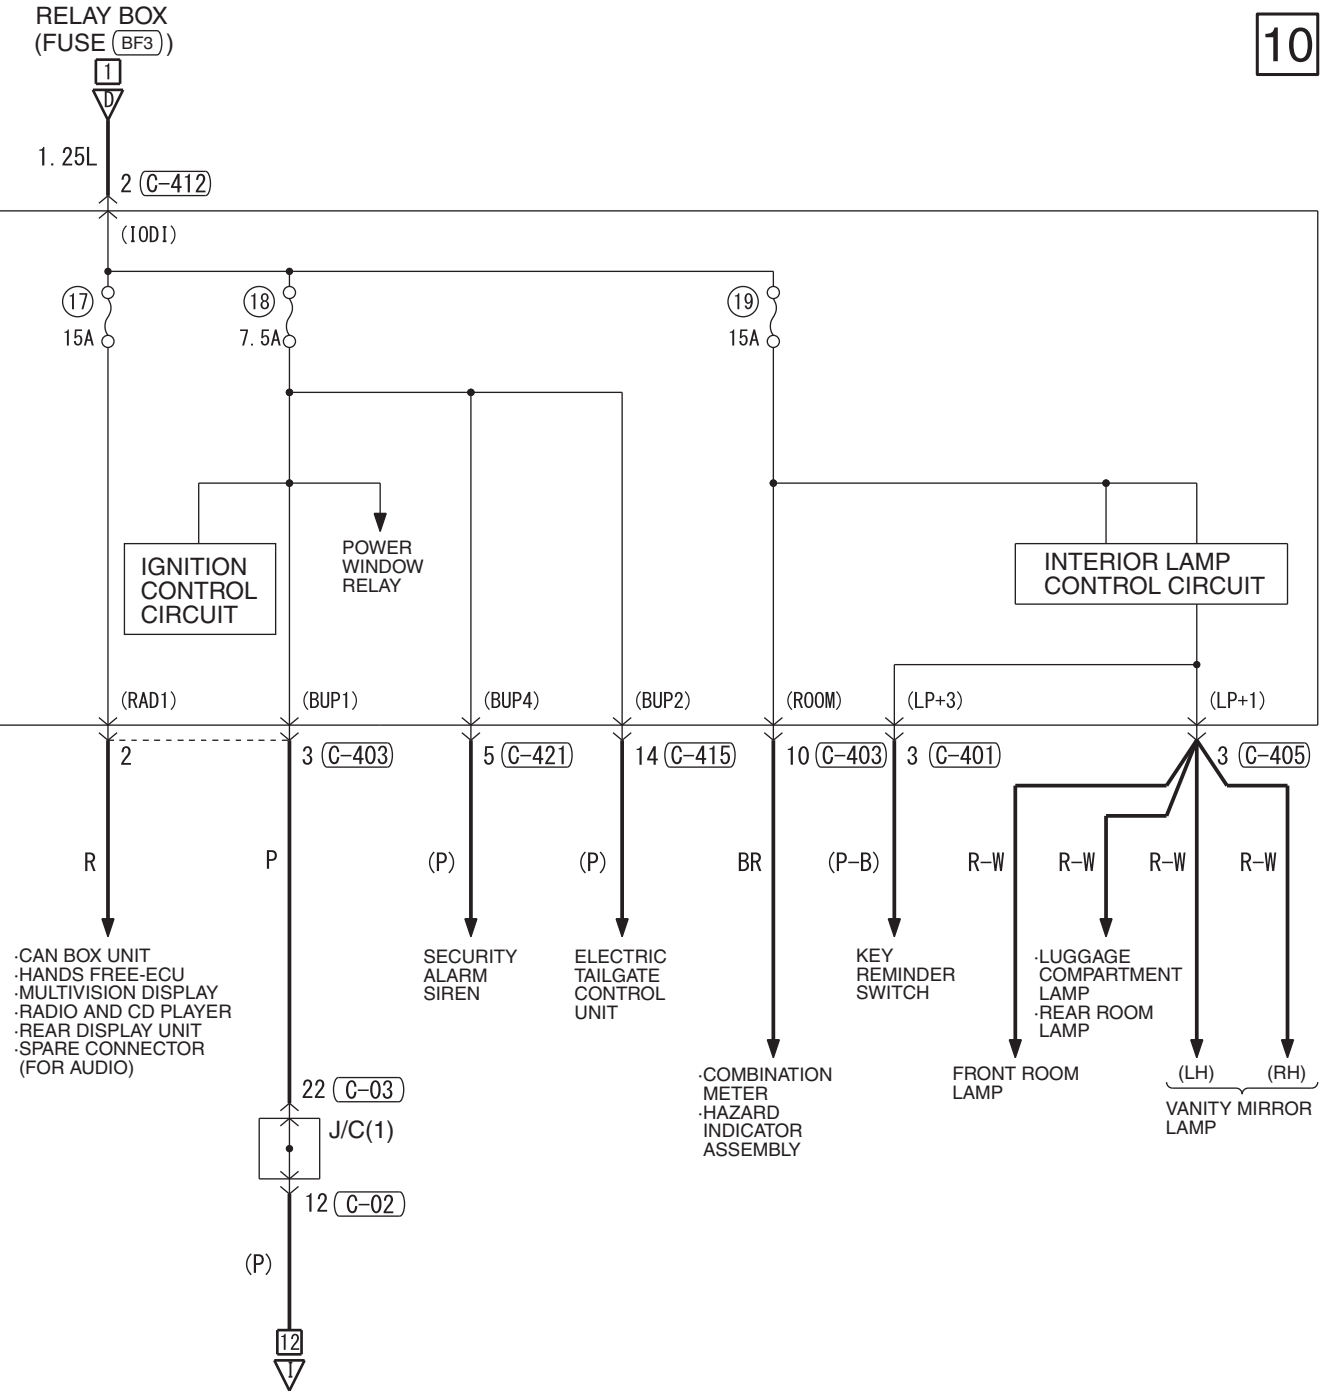 RELAY BOX
(FUSE BF3)
10
1
D
1.25L
2 C-412
(IODI)
17
15A
18
7.5A
19
15A
IGNITION
CONTROL
CIRCUIT
POWER
WINDOW
RELAY
INTERIOR LAMP
CONTROL CIRCUIT
(RAD1)
(BUP1)
(BUP4)
(BUP2)
(ROOM)
(LP+3)
(LP+1)
2
3 C-403
5 C-421
14 C-415
10 C-403
3 C-401
3 C-405
R
P
(P)
(P)
BR
(P-B)
R-W
R-W
R-W
R-W
·CAN BOX UNIT
·HANDS FREE-ECU
·MULTIVISION DISPLAY
·RADIO AND CD PLAYER
·REAR DISPLAY UNIT
·SPARE CONNECTOR
(FOR AUDIO)
SECURITY
ALARM
SIREN
ELECTRIC
TAILGATE
CONTROL
UNIT
KEY
REMINDER
SWITCH
·LUGGAGE
COMPARTMENT
LAMP
·REAR ROOM
LAMP
·COMBINATION
METER
·HAZARD
INDICATOR
ASSEMBLY
FRONT ROOM
LAMP
(LH)
(RH)
VANITY MIRROR
LAMP
22 C-03
J/C(1)
12 C-02
(P)
12
I